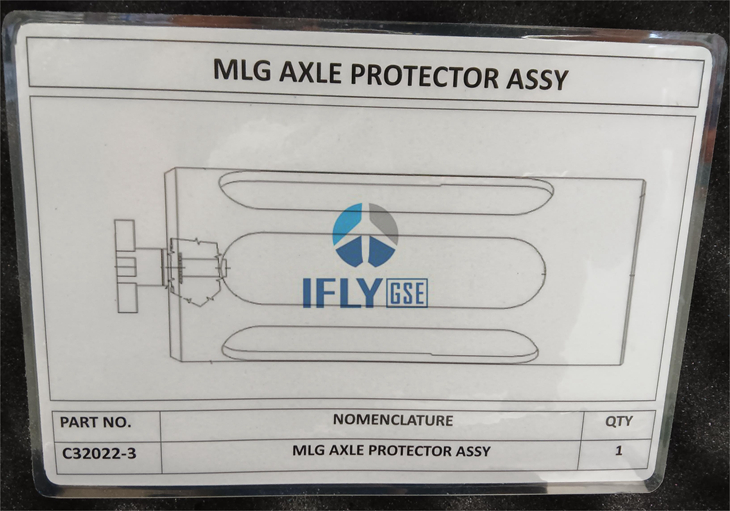 MLG AXLE PROTECTOR ASSY
IFLY GSE
PART NO. NOMENCLATURE QTY
C32022-3 MLG AXLE PROTECTOR ASSY 1